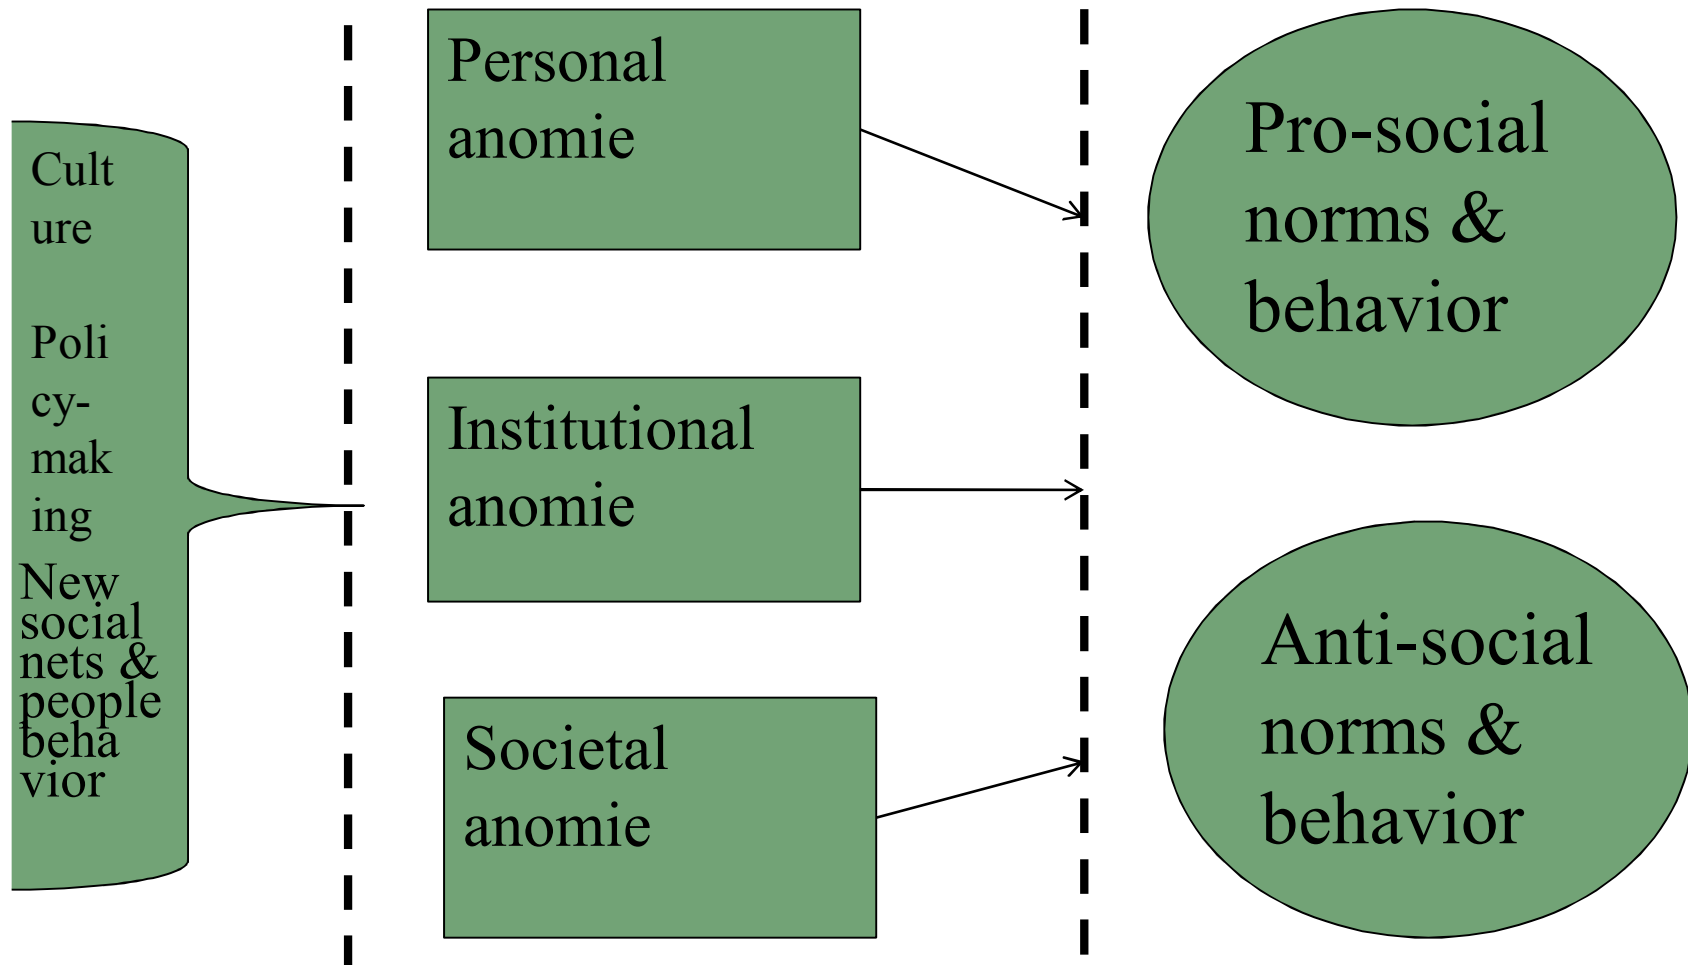 Cult
ure
Poli
cy-
mak
ing
New
social
nets &
people
beha
vior
Personal
anomie
Institutional
anomie
Societal
anomie
Pro-social
norms &
behavior
Anti-social
norms &
behavior